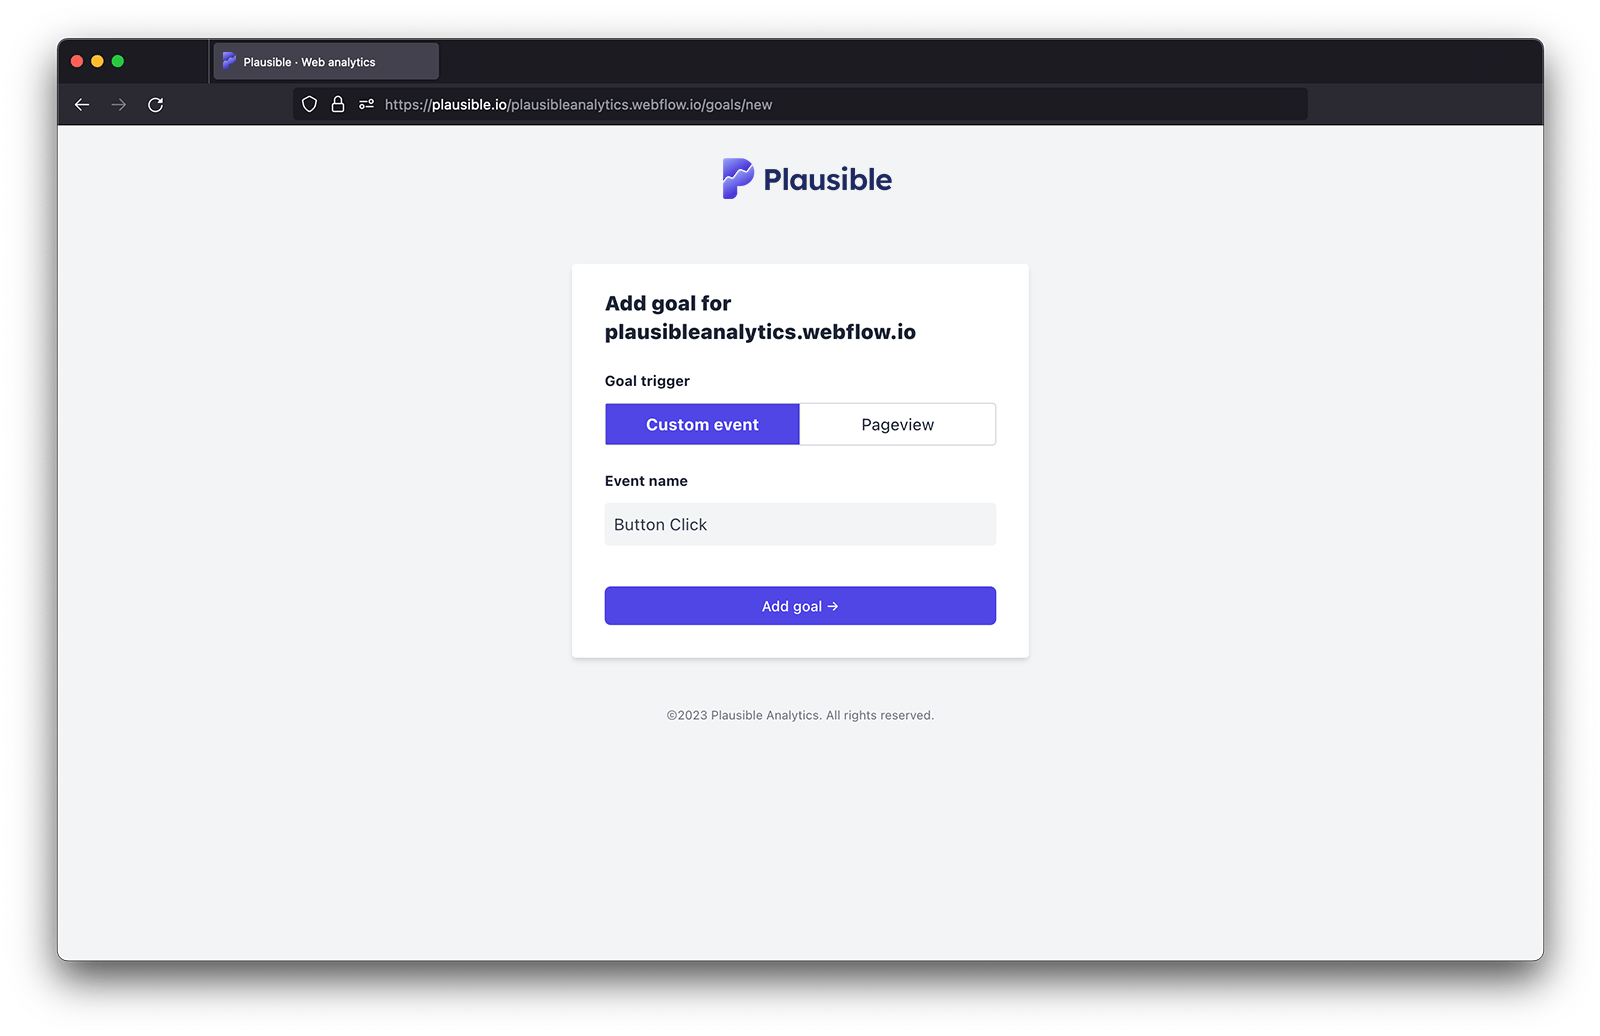 Plausible · Web analytics
https://plausible.io/plausibleanalytics.webflow.io/goals/new
Plausible
Add goal for
plausibleanalytics.webflow.io
Goal trigger
Custom event
Pageview
Event name
Button Click
Add goal →
©2023 Plausible Analytics. All rights reserved.